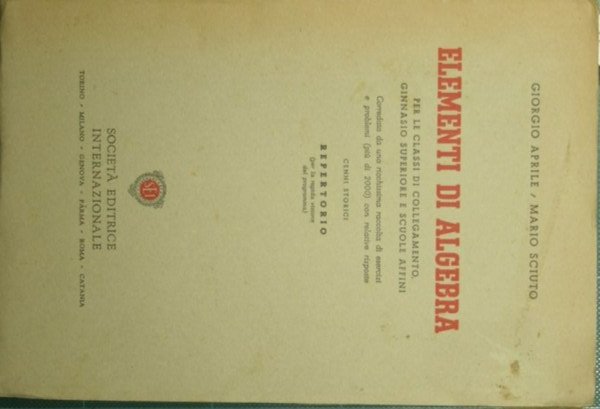 GIORGIO APRILE - MARIO SCIUTO
ELEMENTI DI ALGEBRA
PER LE CLASSI DI COLLEGAMENTO,
GINNASIO SUPERIORE E SCUOLE AFFINI
Corredato da una ricchissima raccolta di esercizi
e problemi (più di 2000) con relative risposte
CENNI STORICI
REPERTORIO
(per la rapida visione
del programma)
SEI
SOCIETÀ EDITRICE
INTERNAZIONALE
TORINO - MILANO - GENOVA - PARMA - ROMA - CATANIA